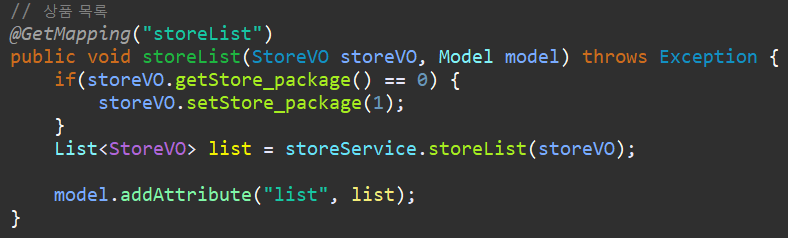 // 상품 목록
@GetMapping("storeList")
public void storeList(StoreVO storeVO, Model model) throws Exception {
    if(storeVO.getStore_package() == 0) {
        storeVO.setStore_package(1);
    }
    List<StoreVO> list = storeService.storeList(storeVO);

    model.addAttribute("list", list);
}